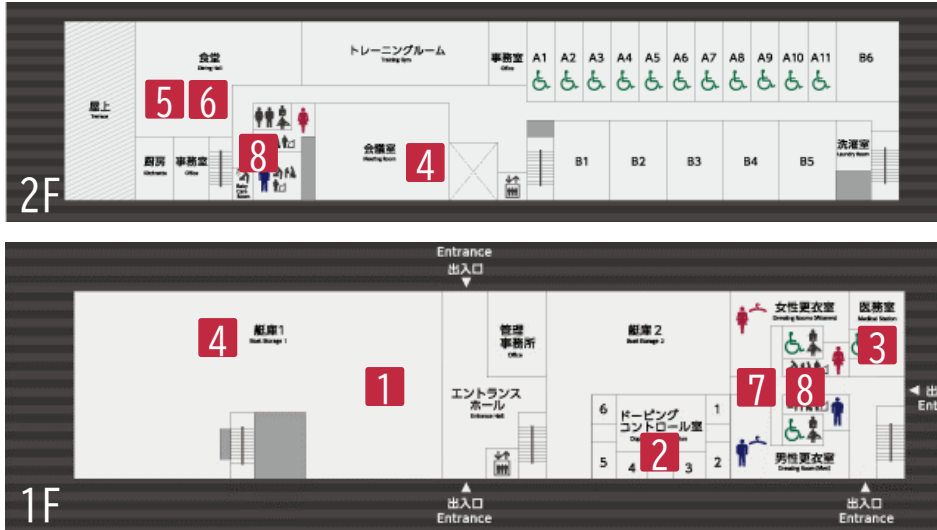 食堂
Dining Hall
トレーニングルーム
Training Gym
事務室
Office
A1 A2 A3 A4 A5 A6 A7 A8 A9 A10 A11 B6
屋上
Terrace
5 6
厨房
事務室
Office
8
Baby
Care
Room
会議室
Meeting Room
4
B1 B2 B3 B4 B5
洗濯室
Laundry Room
2F
Entrance
出入口
4
艇庫1
Boat Storage 1
1
管理
事務所
Office
エントランス
ホール
Entrance Hall
艇庫2
Boat Storage 2
女性更衣室
Dressing Rooms (Women)
医務室
Medical Station
3
7 8
6 ドーピング 1
コントロール室
2
5 4 3 2
男性更衣室
Dressing Room (Men)
出
Ent
1F
出入口
Entrance
出入口
Entrance